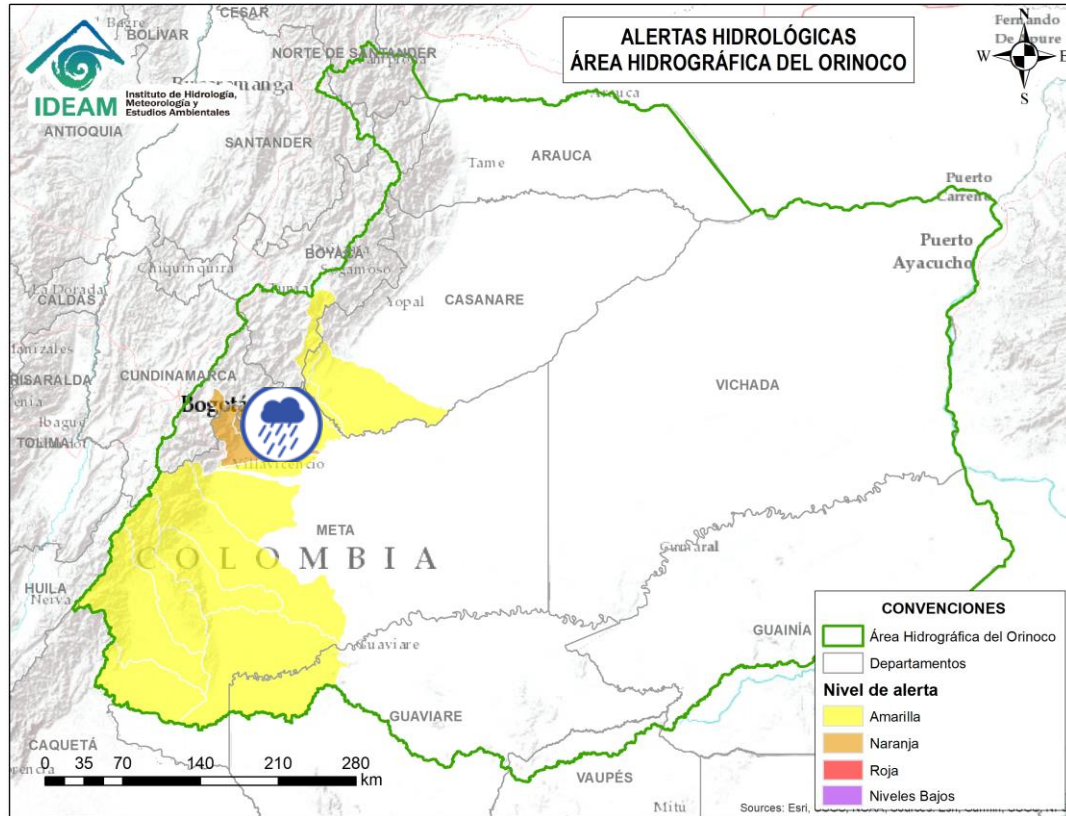 ALERTAS HIDROLÓGICAS
ÁREA HIDROGRÁFICA DEL ORINOCO
N
W E
S
IDEAM
Instituto de Hidrología,
Meteorología y
Estudios Ambientales
CESAR
BOLÍVAR
NORTE DE SANTANDER
Arauca
ANTIOQUIA
SANTANDER
ARAUCA
Tame
Puerto
Carreño
BOYACÁ
Sogamoso
Chiquinquira
Puerto
Ayacucho
La Dorada
CALDAS
Yopal
CASANARE
CUNDINAMARCA
VICHADA
RISARALDA
Bogotá
Ibagué
TOLIMA
Villavicencio
META
COLOMBIA
HUILA
Neiva
Guaviare
GUAINÍA
GUAVIARE
CAQUETÁ
VAUPÉS
Mitú
0 35 70 140 210 280
km
CONVENCIONES
Área Hidrográfica del Orinoco
Departamentos
Nivel de alerta
Amarilla
Naranja
Roja
Niveles Bajos
Sources: Esri,